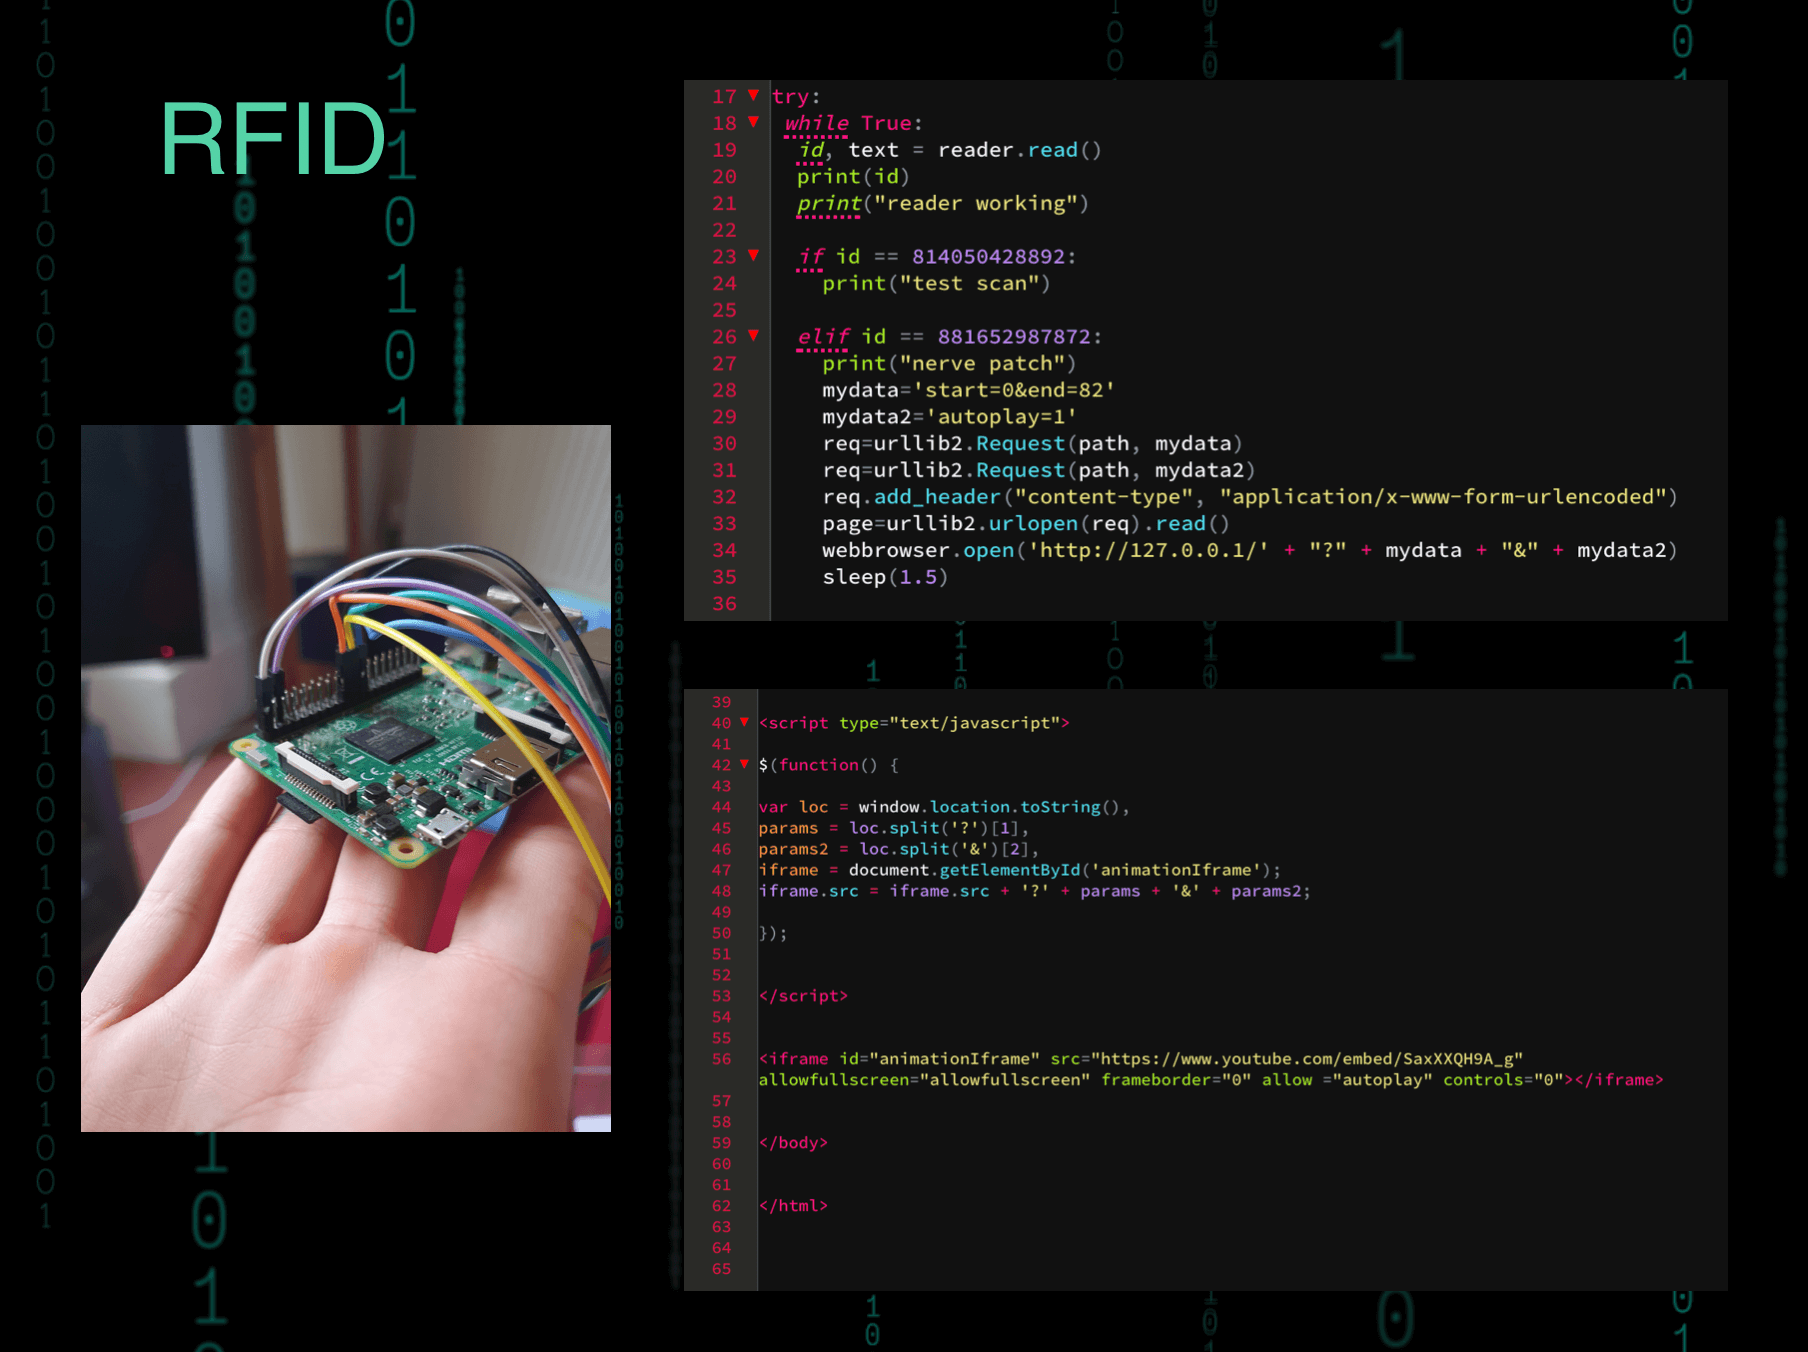 RFID
17 try:
18 while True:
19 id, text = reader.read()
20 print(id)
21 print("reader working")
22
23 if id == 814050428892:
24 print("test scan")
25
26 elif id == 881652987872:
27 print("nerve patch")
28 mydata='start=0&end=82'
29 mydata2='autoplay=1'
30 req=urllib2.Request(path, mydata)
31 req=urllib2.Request(path, mydata2)
32 req.add_header("content-type", "application/x-www-form-urlencoded")
33 page=urllib2.urlopen(req).read()
34 webbrowser.open('http://127.0.0.1/' + "?" + mydata + "&" + mydata2)
35 sleep(1.5)
36
39
40 <script type="text/javascript">
41
42 $(function() {
43
44 var loc = window.location.toString(),
45 params = loc.split('?')[1],
46 params2 = loc.split('&')[2],
47 iframe = document.getElementById('animationIframe');
48 iframe.src = iframe.src + '?' + params + '&' + params2;
49
50 });
51
52
53 </script>
54
55
56 <iframe id="animationIframe" src="https://www.youtube.com/embed/SaxXXQH9A_g"
allowfullscreen="allowfullscreen" frameborder="0" allow ="autoplay" controls="0"></iframe>
57
58
59 </body>
60
61
62 </html>
63
64
65